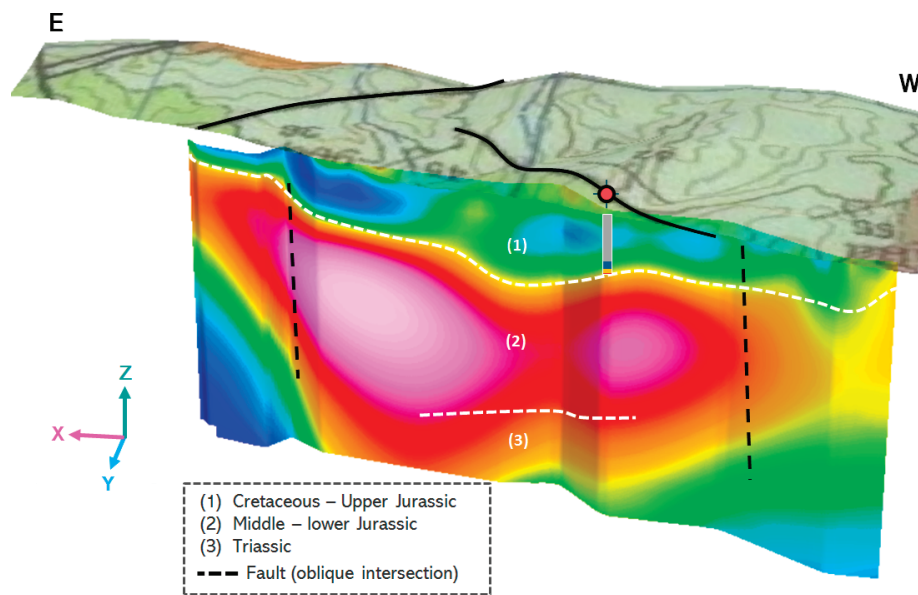 E
W
(1)
(2)
(3)
Z
X
Y
(1) Cretaceous – Upper Jurassic
(2) Middle – lower Jurassic
(3) Triassic
Fault (oblique intersection)